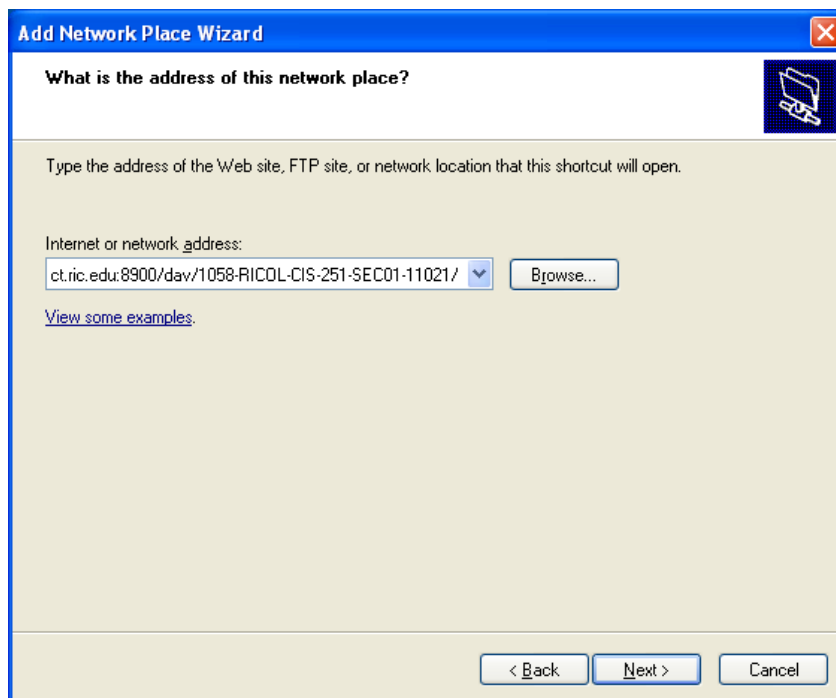 Add Network Place Wizard
What is the address of this network place?
Type the address of the Web site, FTP site, or network location that this shortcut will open.
Internet or network address:
ct.ric.edu:8900/dav/1058-RICOL-CIS-251-SEC01-11021/ Browse...
View some examples.
< Back Next > Cancel